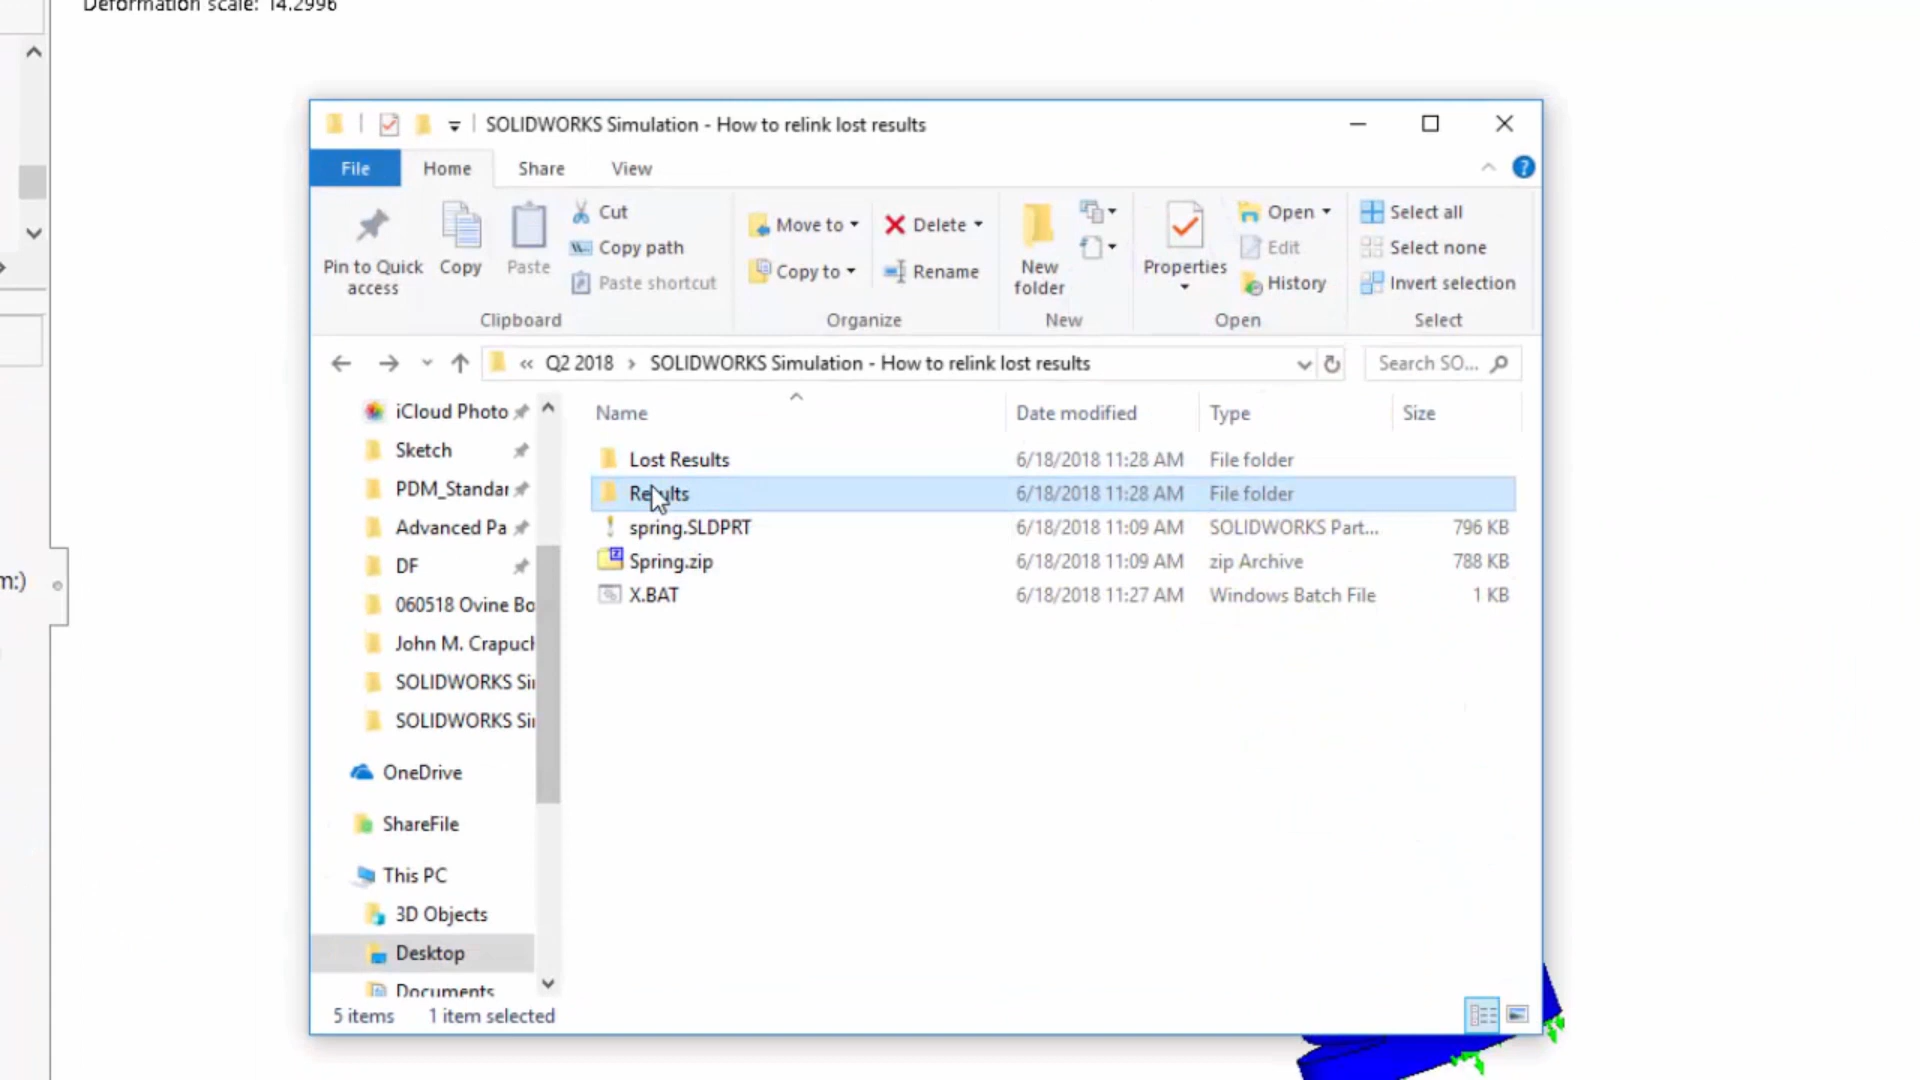 Deformation scale: 14.2996
SOLIDWORKS Simulation - How to relink lost results
File
Home
Share
View
Pin to Quick access
Copy
Paste
Cut
Copy path
Paste shortcut
Clipboard
Move to
Copy to
Delete
Rename
Organize
New folder
New
Properties
Open
Edit
History
Open
Select all
Select none
Invert selection
Select
« Q2 2018 › SOLIDWORKS Simulation - How to relink lost results
Search SO...
iCloud Photo
Sketch
PDM_Standar
Advanced Pa
DF
060518 Ovine Bo
John M. Crapuch
SOLIDWORKS Sir
SOLIDWORKS Sir
OneDrive
ShareFile
This PC
3D Objects
Desktop
Documents
Name Date modified Type Size
Lost Results 6/18/2018 11:28 AM File folder
Results 6/18/2018 11:28 AM File folder
spring.SLDPRT 6/18/2018 11:09 AM SOLIDWORKS Part... 796 KB
Spring.zip 6/18/2018 11:09 AM zip Archive 788 KB
X.BAT 6/18/2018 11:27 AM Windows Batch File 1 KB
m:)
5 items 1 item selected